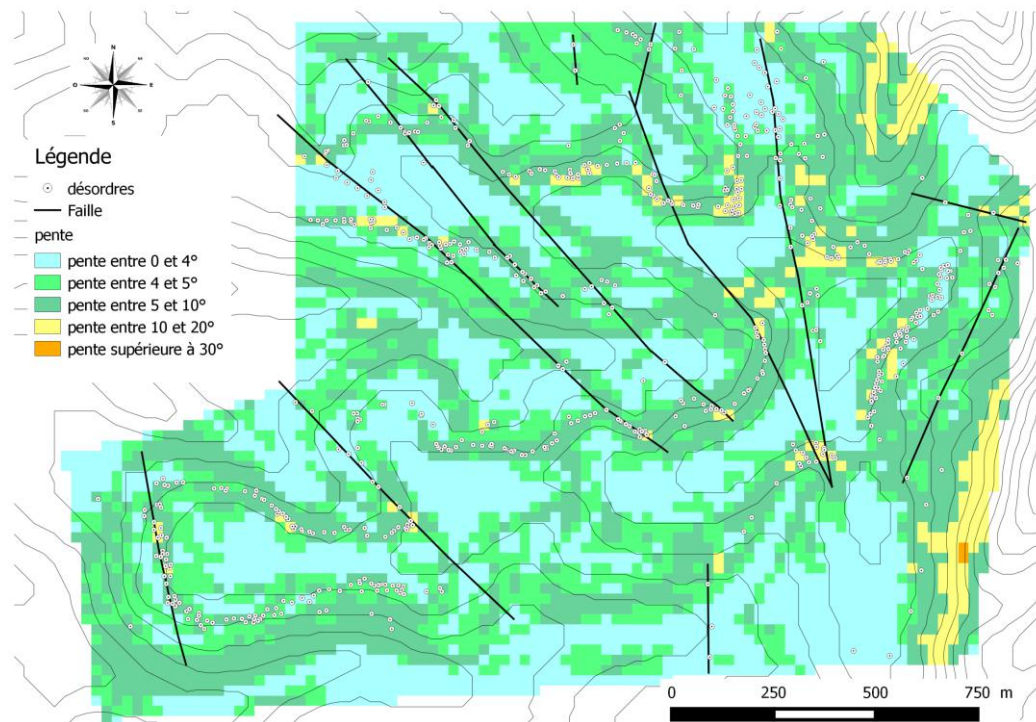 N
O
E
S
Légende
désordres
Faille
pente
pente entre 0 et 4°
pente entre 4 et 5°
pente entre 5 et 10°
pente entre 10 et 20°
pente supérieure à 30°
0 250 500 750 m